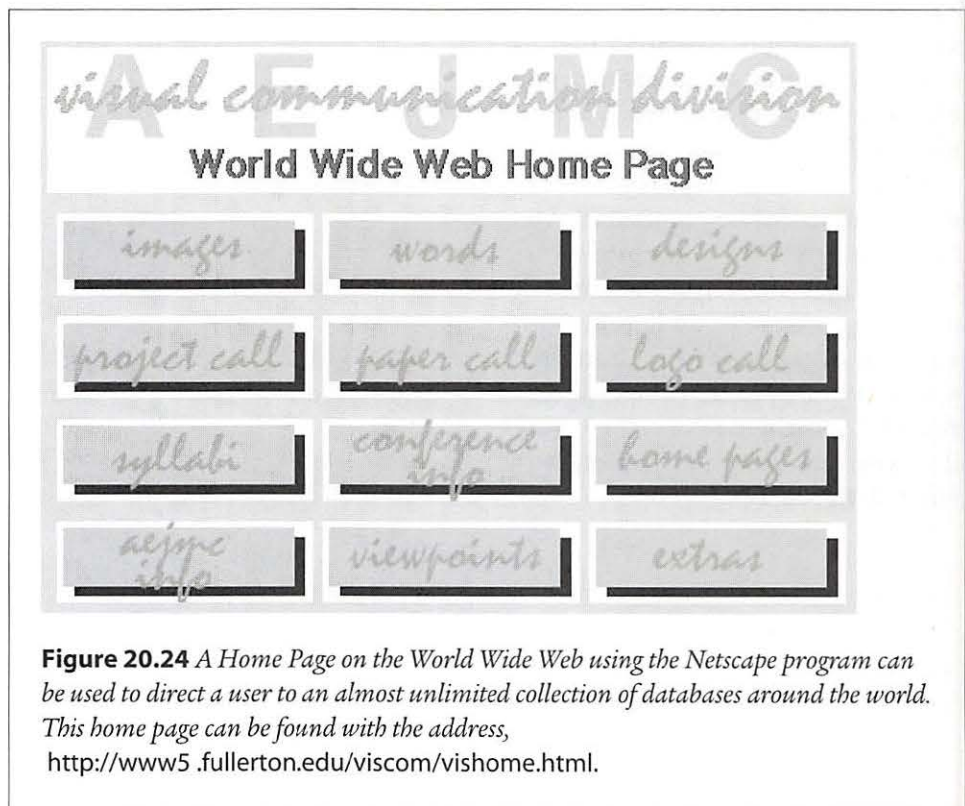 A E J M C
visual communication division
World Wide Web Home Page
images
words
designs
project call
paper call
logo call
syllabi
conference
info
home pages
aejmc
info
viewpoints
extras
Figure 20.24 A Home Page on the World Wide Web using the Netscape program can
be used to direct a user to an almost unlimited collection of databases around the world.
This home page can be found with the address,
http://www5 .fullerton.edu/viscom/vishome.html.